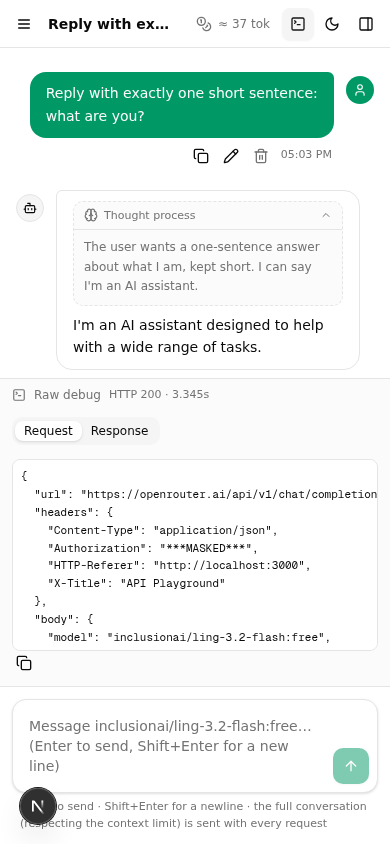 Reply with ex...
≈ 37 tok
Reply with exactly one short sentence:
what are you?
05:03 PM
Thought process
The user wants a one-sentence answer
about what I am, kept short. I can say
I'm an AI assistant.
I'm an AI assistant designed to help
with a wide range of tasks.
Raw debug HTTP 200 · 3.345s
Request Response
{
"url": "https://openrouter.ai/api/v1/chat/completion
"headers": {
"Content-Type": "application/json",
"Authorization": "***MASKED***",
"HTTP-Referer": "http://localhost:3000",
"X-Title": "API Playground"
},
"body": {
"model": "inclusionai/ling-3.2-flash:free",
Message inclusionai/ling-3.2-flash:free...
(Enter to send, Shift+Enter for a new
line)
N
to send · Shift+Enter for a newline · the full conversation
(respecting the context limit) is sent with every request